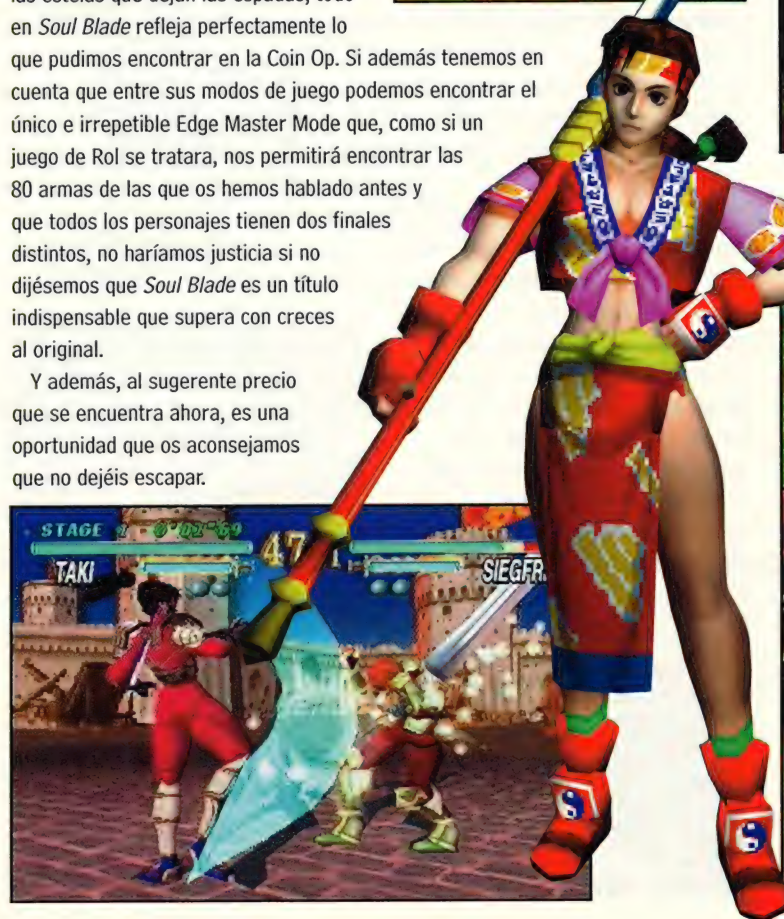 en Soul Blade refleja perfectamente lo
que pudimos encontrar en la Coin Op. Si además tenemos en
cuenta que entre sus modos de juego podemos encontrar el
único e irrepetible Edge Master Mode que, como si un
juego de Rol se tratara, nos permitirá encontrar las
80 armas de las que os hemos hablado antes y
que todos los personajes tienen dos finales
distintos, no haríamos justicia si no
dijésemos que Soul Blade es un título
indispensable que supera con creces
al original.
Y además, al sugerente precio
que se encuentra ahora, es una
oportunidad que os aconsejamos
que no dejéis escapar.
STAGE
47
TAKI
SIEGFR